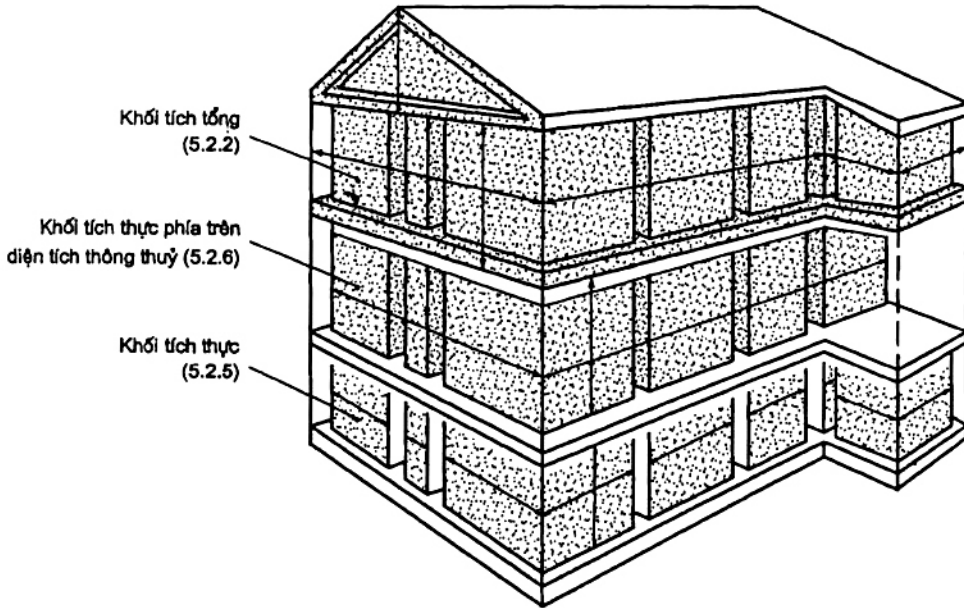 Khối tích tổng
(5.2.2)
Khối tích thực phía trên
diện tích thông thuỷ (5.2.6)
Khối tích thực
(5.2.5)